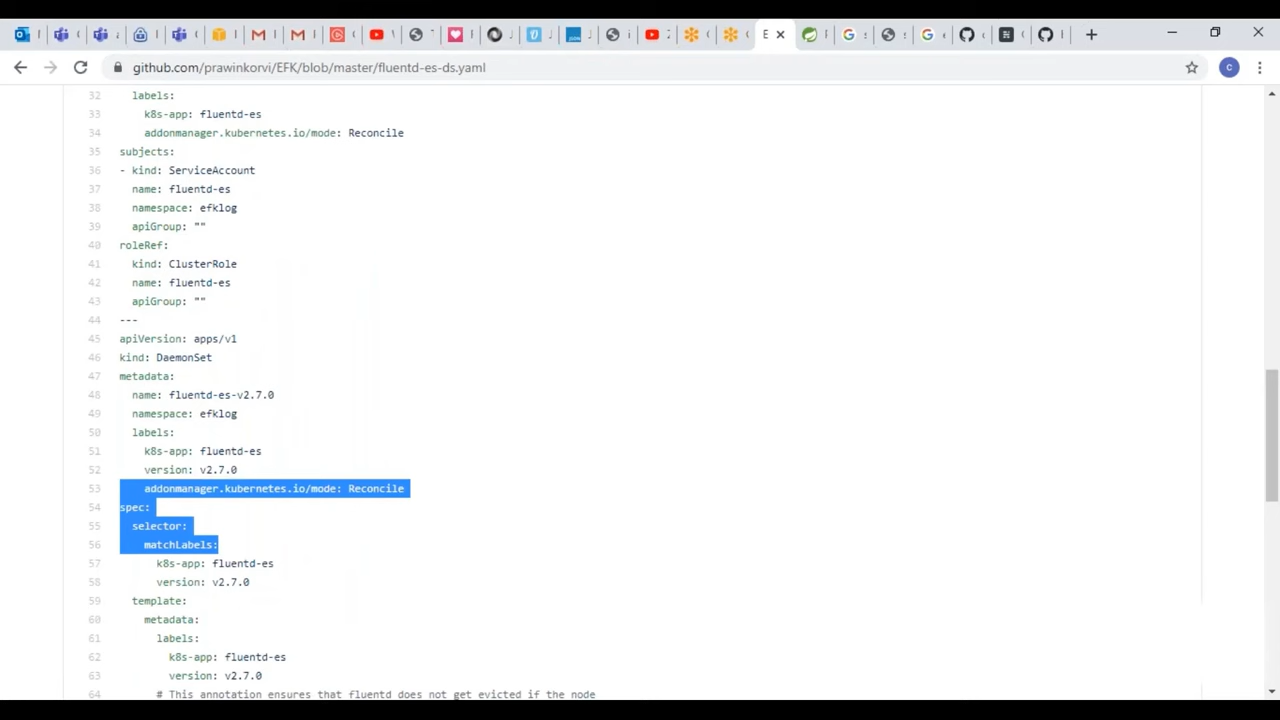 github.com/prawinkorvi/EFK/blob/master/fluentd-es-ds.yaml
32 labels:
33 k8s-app: fluentd-es
34 addonmanager.kubernetes.io/mode: Reconcile
35 subjects:
36 - kind: ServiceAccount
37 name: fluentd-es
38 namespace: efklog
39 apiGroup: ""
40 roleRef:
41 kind: ClusterRole
42 name: fluentd-es
43 apiGroup: ""
44 ---
45 apiVersion: apps/v1
46 kind: DaemonSet
47 metadata:
48 name: fluentd-es-v2.7.0
49 namespace: efklog
50 labels:
51 k8s-app: fluentd-es
52 version: v2.7.0
53 addonmanager.kubernetes.io/mode: Reconcile
54 spec:
55 selector:
56 matchLabels:
57 k8s-app: fluentd-es
58 version: v2.7.0
59 template:
60 metadata:
61 labels:
62 k8s-app: fluentd-es
63 version: v2.7.0
64 # This annotation ensures that fluentd does not get evicted if the node